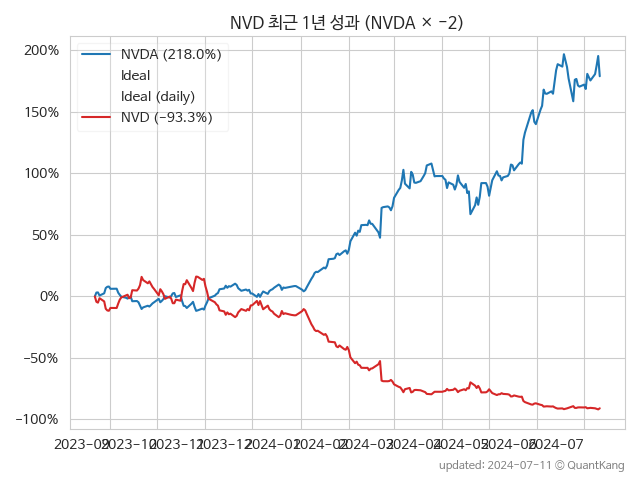 NVD 최근 1년 성과 (NVDA × −2)
200%
150%
100%
50%
0%
−50%
−100%
NVDA (218.0%)
Ideal
Ideal (daily)
NVD (−93.3%)
2023−09 2023−10 2023−11 2023−12 2024−01 2024−02 2024−03 2024−04 2024−05 2024−06 2024−07
updated: 2024−07−11 © QuantKang